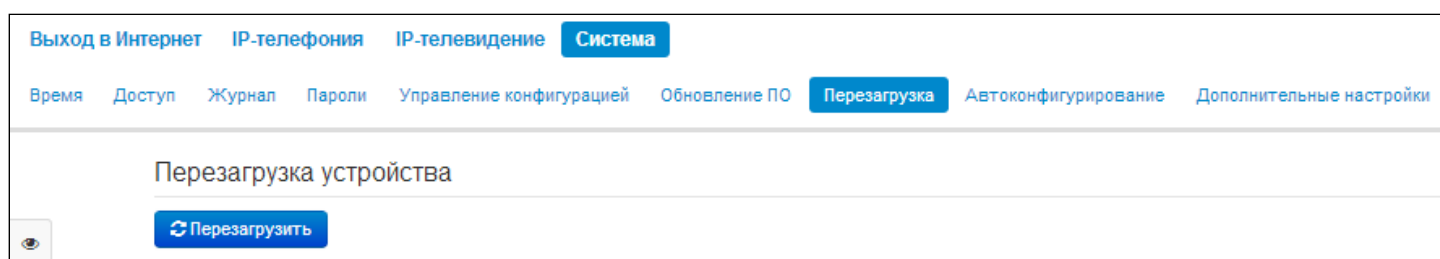 Выход в Интернет IP-телефония IP-телевидение Система
Время Доступ Журнал Пароли Управление конфигурацией Обновление ПО Перезагрузка Автоконфигурирование Дополнительные настройки
Перезагрузка устройства
Перезагрузить